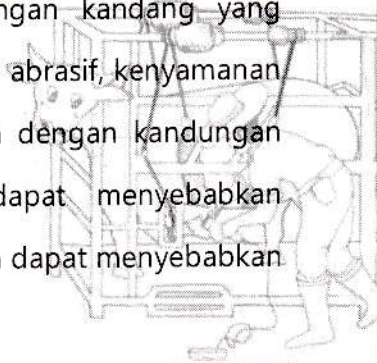 ngan kandang yang
abrasif, kenyamanan
dengan kandungan
dapat menyebabkan
dapat menyebabkan